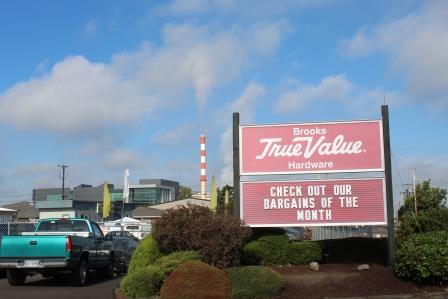 Brooks
True Value®
Hardware
CHECK OUT OUR
BARGAINS OF THE
MONTH